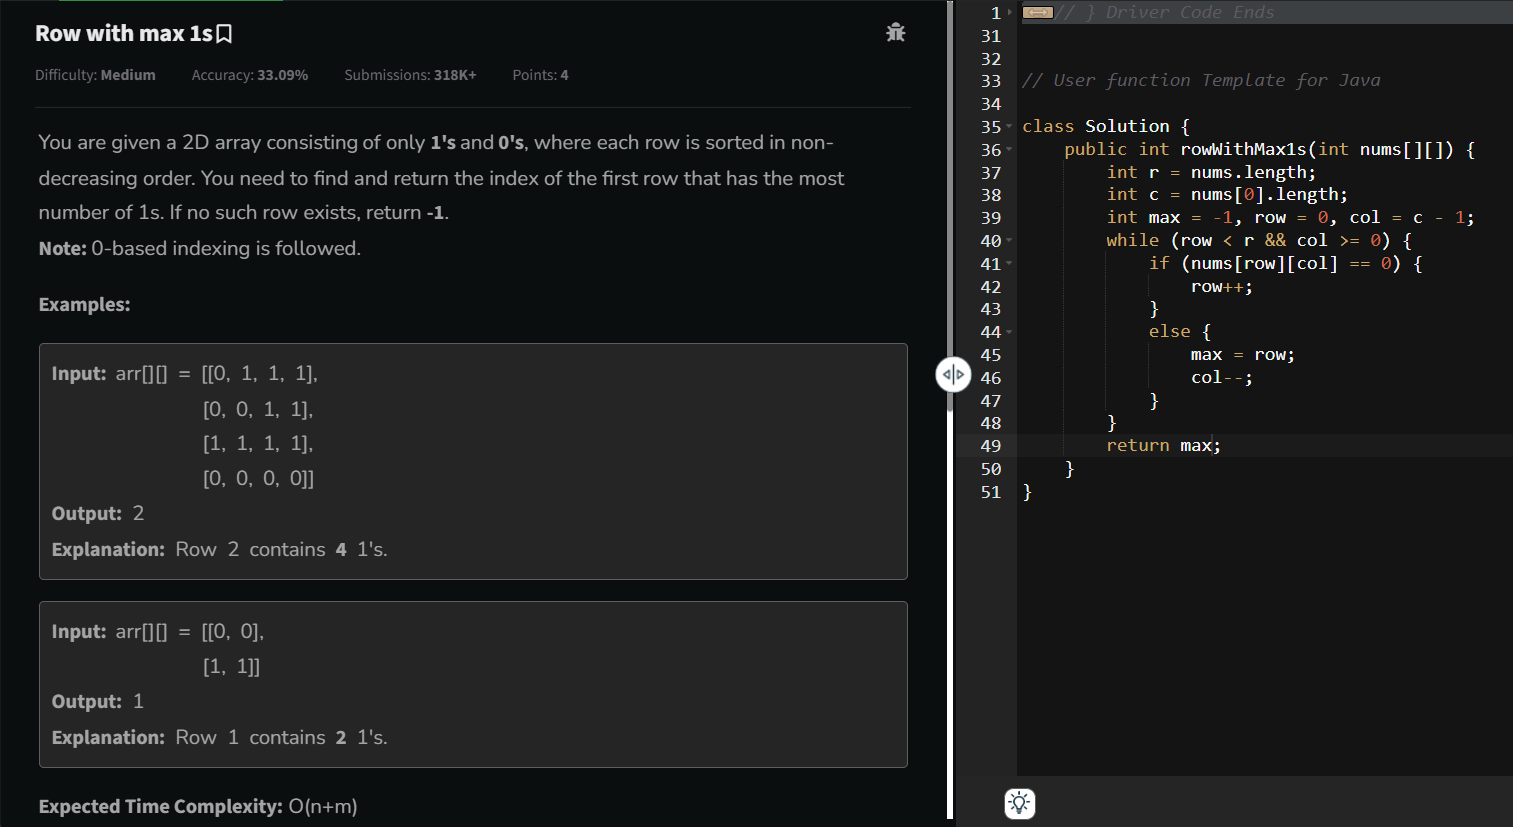 Row with max 1s
Difficulty: Medium Accuracy: 33.09% Submissions: 318K+ Points: 4
You are given a 2D array consisting of only 1's and 0's, where each row is sorted in non-
decreasing order. You need to find and return the index of the first row that has the most
number of 1s. If no such row exists, return -1.
Note: 0-based indexing is followed.
Examples:
Input: arr[][] = [[0, 1, 1, 1],
[0, 0, 1, 1],
[1, 1, 1, 1],
[0, 0, 0, 0]]
Output: 2
Explanation: Row 2 contains 4 1's.
Input: arr[][] = [[0, 0],
[1, 1]]
Output: 1
Explanation: Row 1 contains 2 1's.
Expected Time Complexity: O(n+m)
1 // } Driver Code Ends
31
32
33 // User function Template for Java
34
35 class Solution {
36     public int rowWithMax1s(int nums[][]) {
37         int r = nums.length;
38         int c = nums[0].length;
39         int max = -1, row = 0, col = c - 1;
40         while (row < r && col >= 0) {
41             if (nums[row][col] == 0) {
42                 row++;
43             }
44             else {
45                 max = row;
46                 col--;
47             }
48         }
49         return max;
50     }
51 }